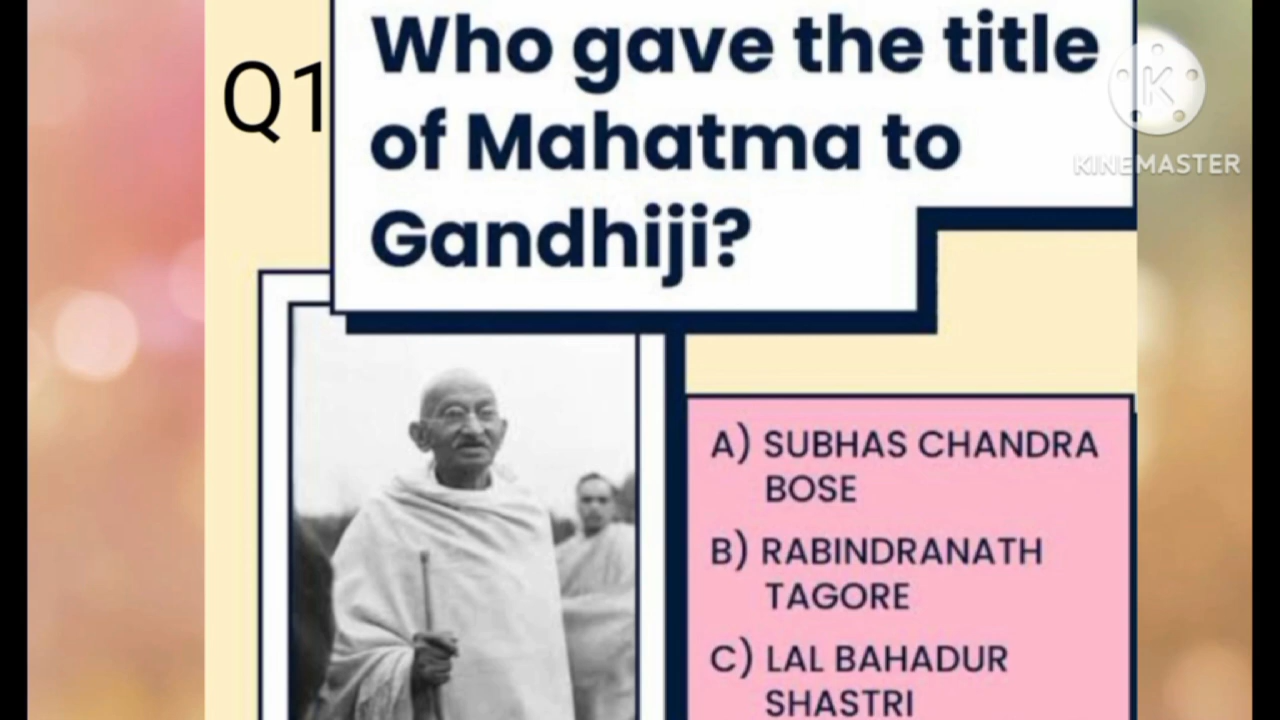 Q1
Who gave the title
of Mahatma to
Gandhiji?
K
KINEMASTER
A) SUBHAS CHANDRA
BOSE
B) RABINDRANATH
TAGORE
C) LAL BAHADUR
SHASTRI